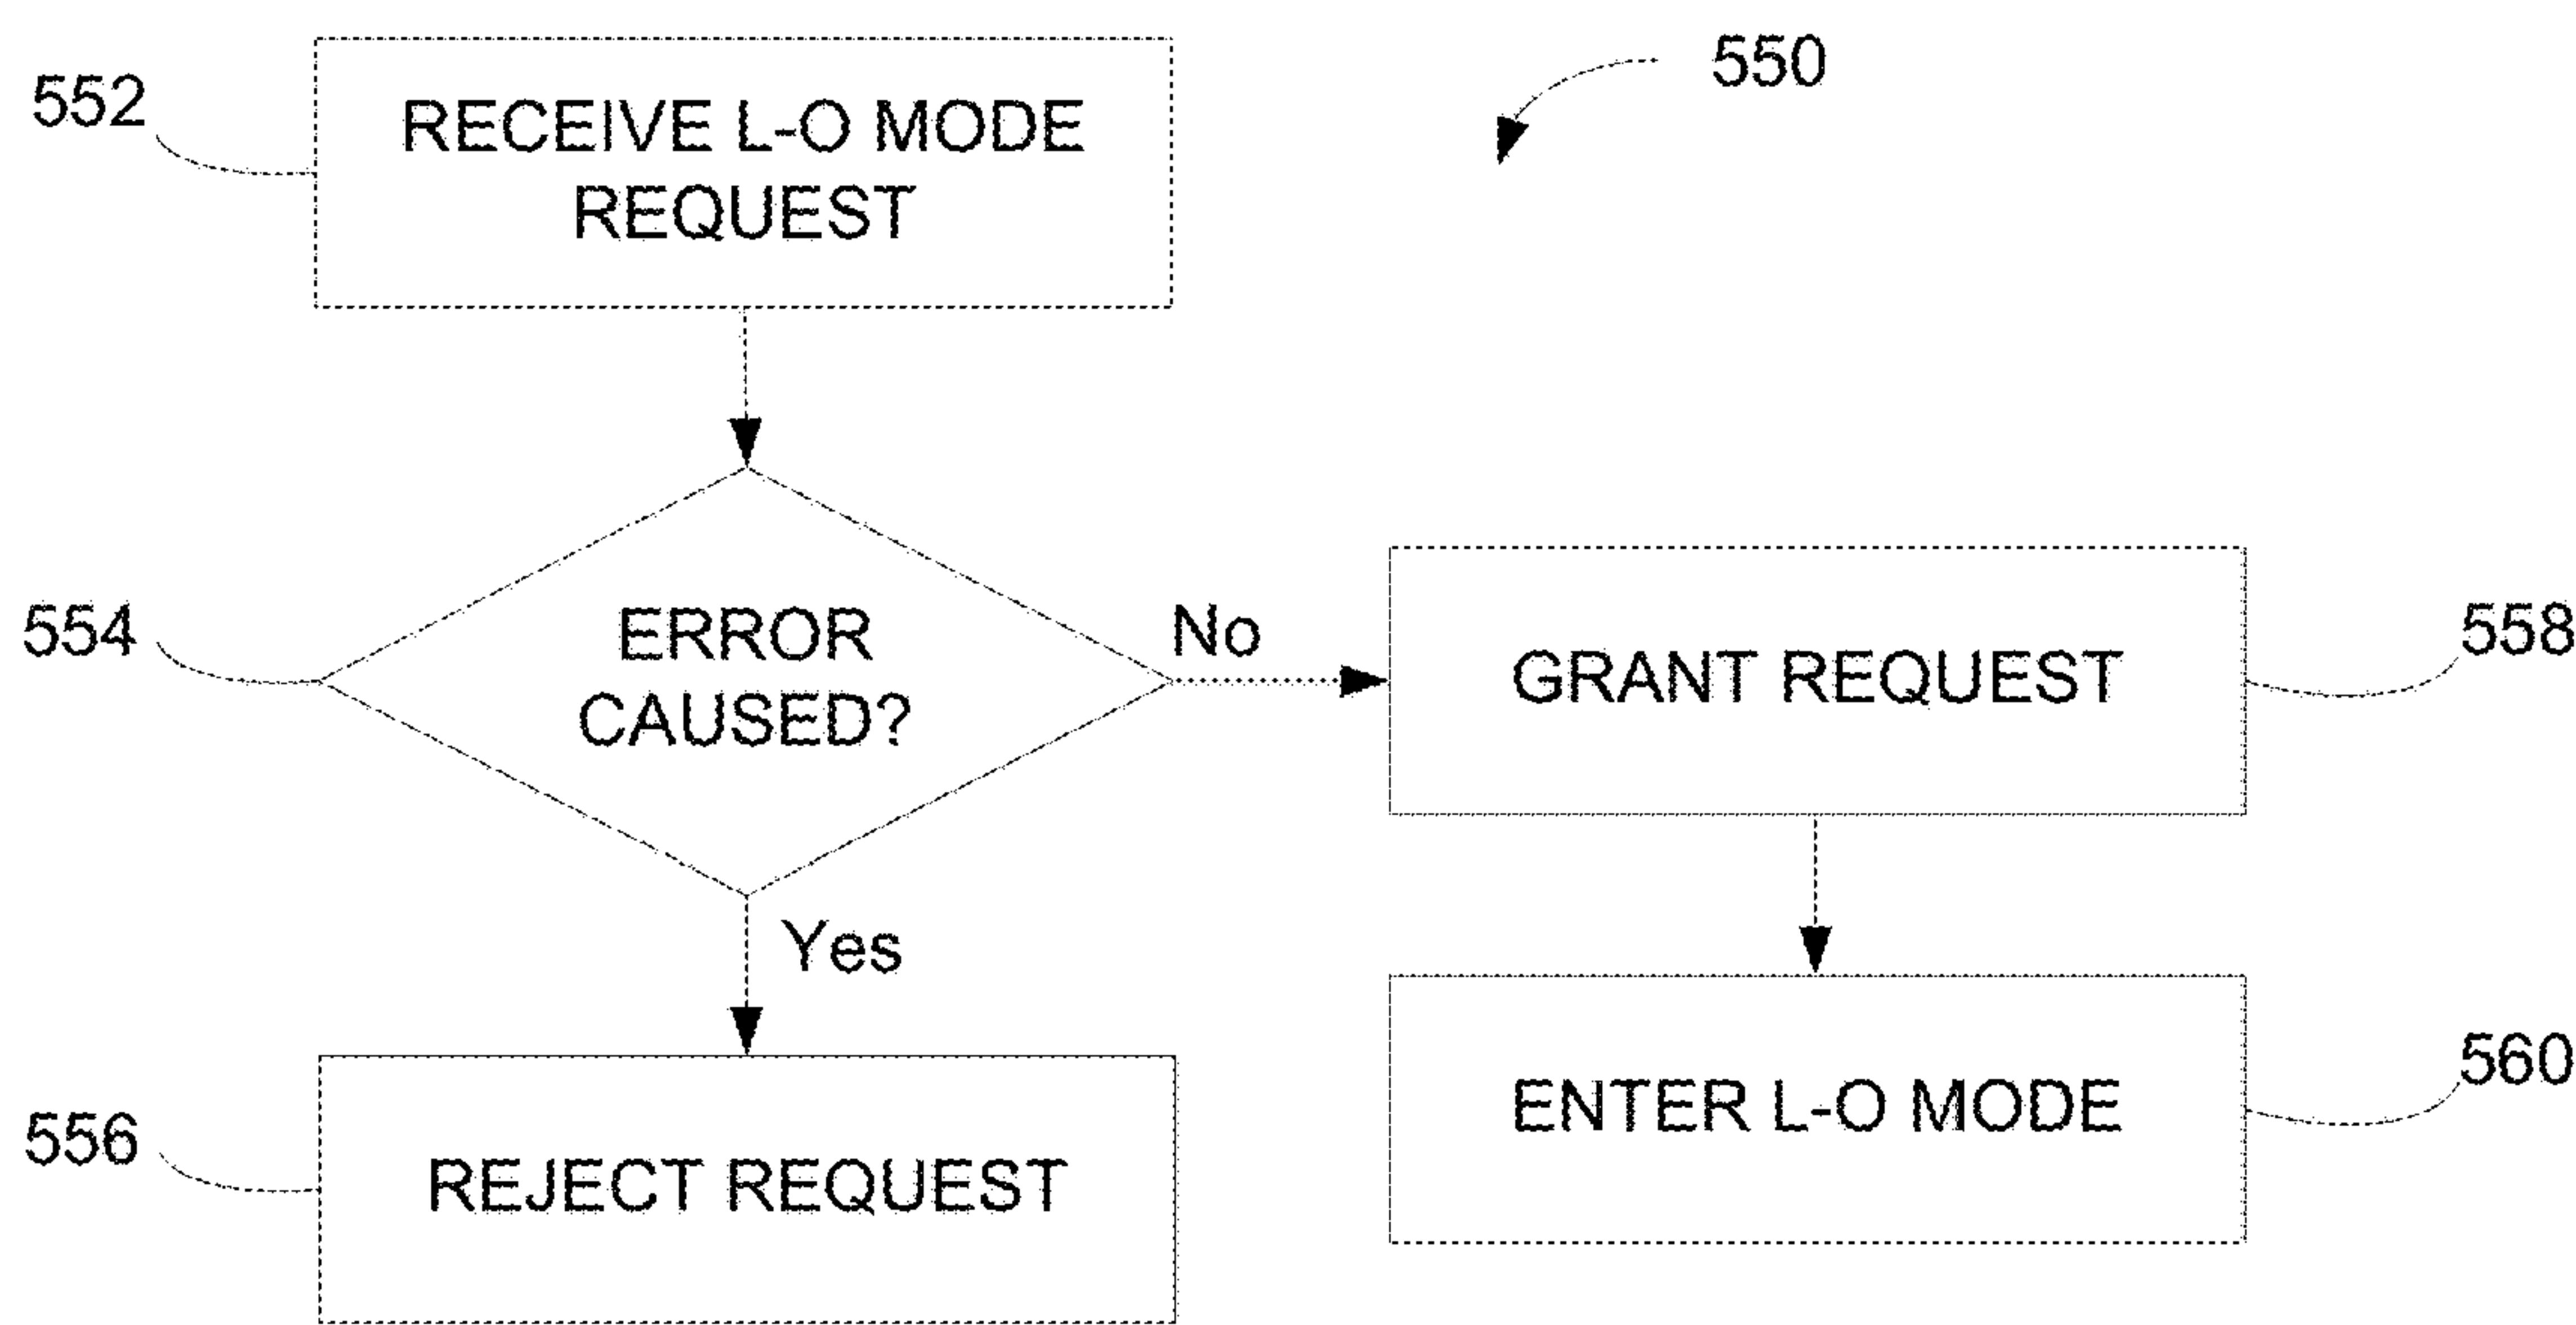 550
552
RECEIVE L-O MODE
REQUEST
554
ERROR
CAUSED?
No
GRANT REQUEST
558
Yes
556
REJECT REQUEST
ENTER L-O MODE
560